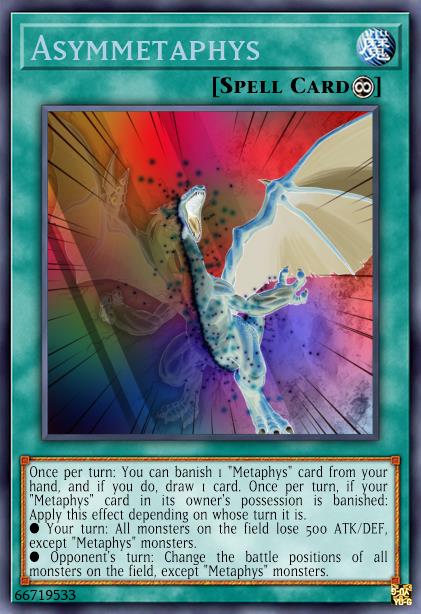 ASYMMETAPHYS
魔
[SPELL CARD]
Once per turn: You can banish 1 "Metaphys" card from your
hand, and if you do, draw 1 card. Once per turn, if your
"Metaphys" card in its owner's possession is banished:
Apply this effect depending on whose turn it is.
● Your turn: All monsters on the field lose 500 ATK/DEF,
except "Metaphys" monsters.
● Opponent's turn: Change the battle positions of all
monsters on the field, except "Metaphys" monsters.
66719533